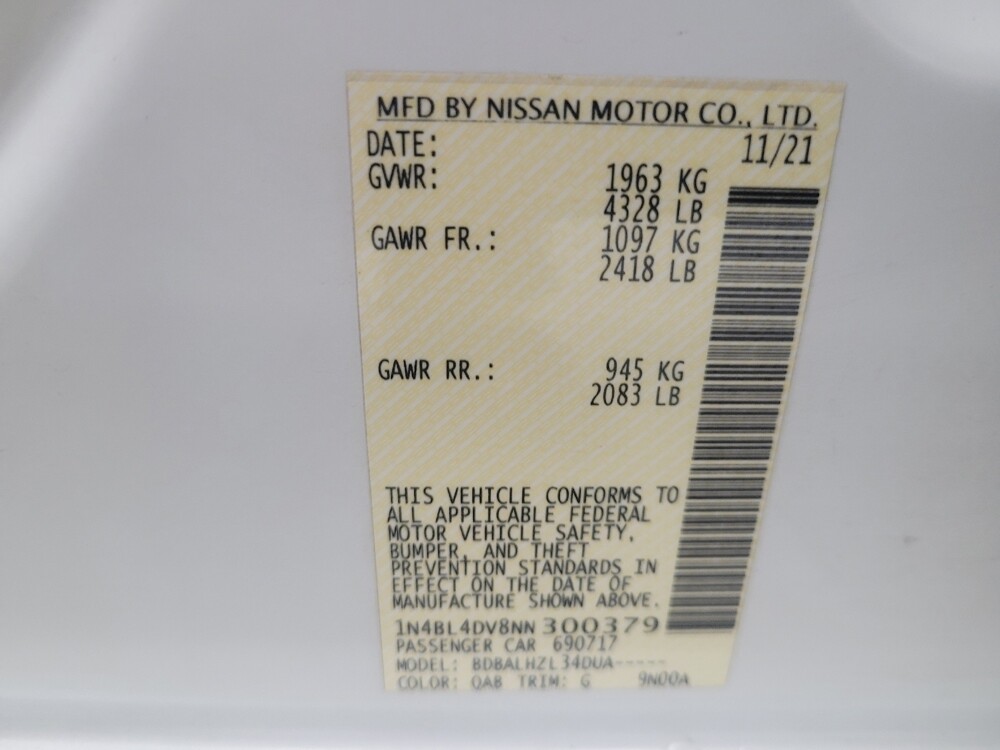 MFD BY NISSAN MOTOR CO., LTD.
DATE: 11/21
GVWR: 1963 KG
4328 LB
GAWR FR.: 1097 KG
2418 LB
GAWR RR.: 945 KG
2083 LB
THIS VEHICLE CONFORMS TO
ALL APPLICABLE FEDERAL
MOTOR VEHICLE SAFETY,
BUMPER, AND THEFT
PREVENTION STANDARDS IN
EFFECT ON THE DATE OF
MANUFACTURE SHOWN ABOVE.
1N4BL4DV8NN300379
PASSENGER CAR 690717
MODEL: BDBALHZL34DUA-----
COLOR: QAB TRIM: G 9N00A